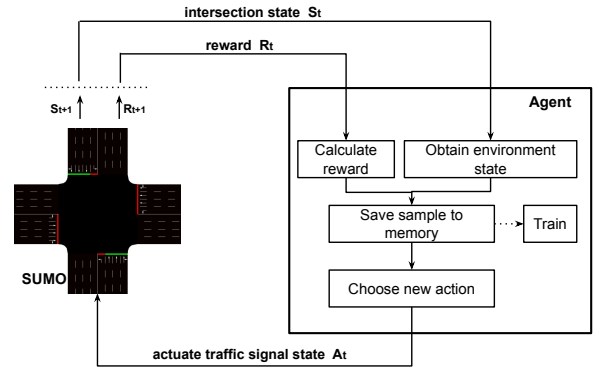 intersection state St
reward Rt
St+1
Rt+1
Agent
Calculate
reward
Obtain environment
state
Save sample to
memory
Train
SUMO
Choose new action
actuate traffic signal state At